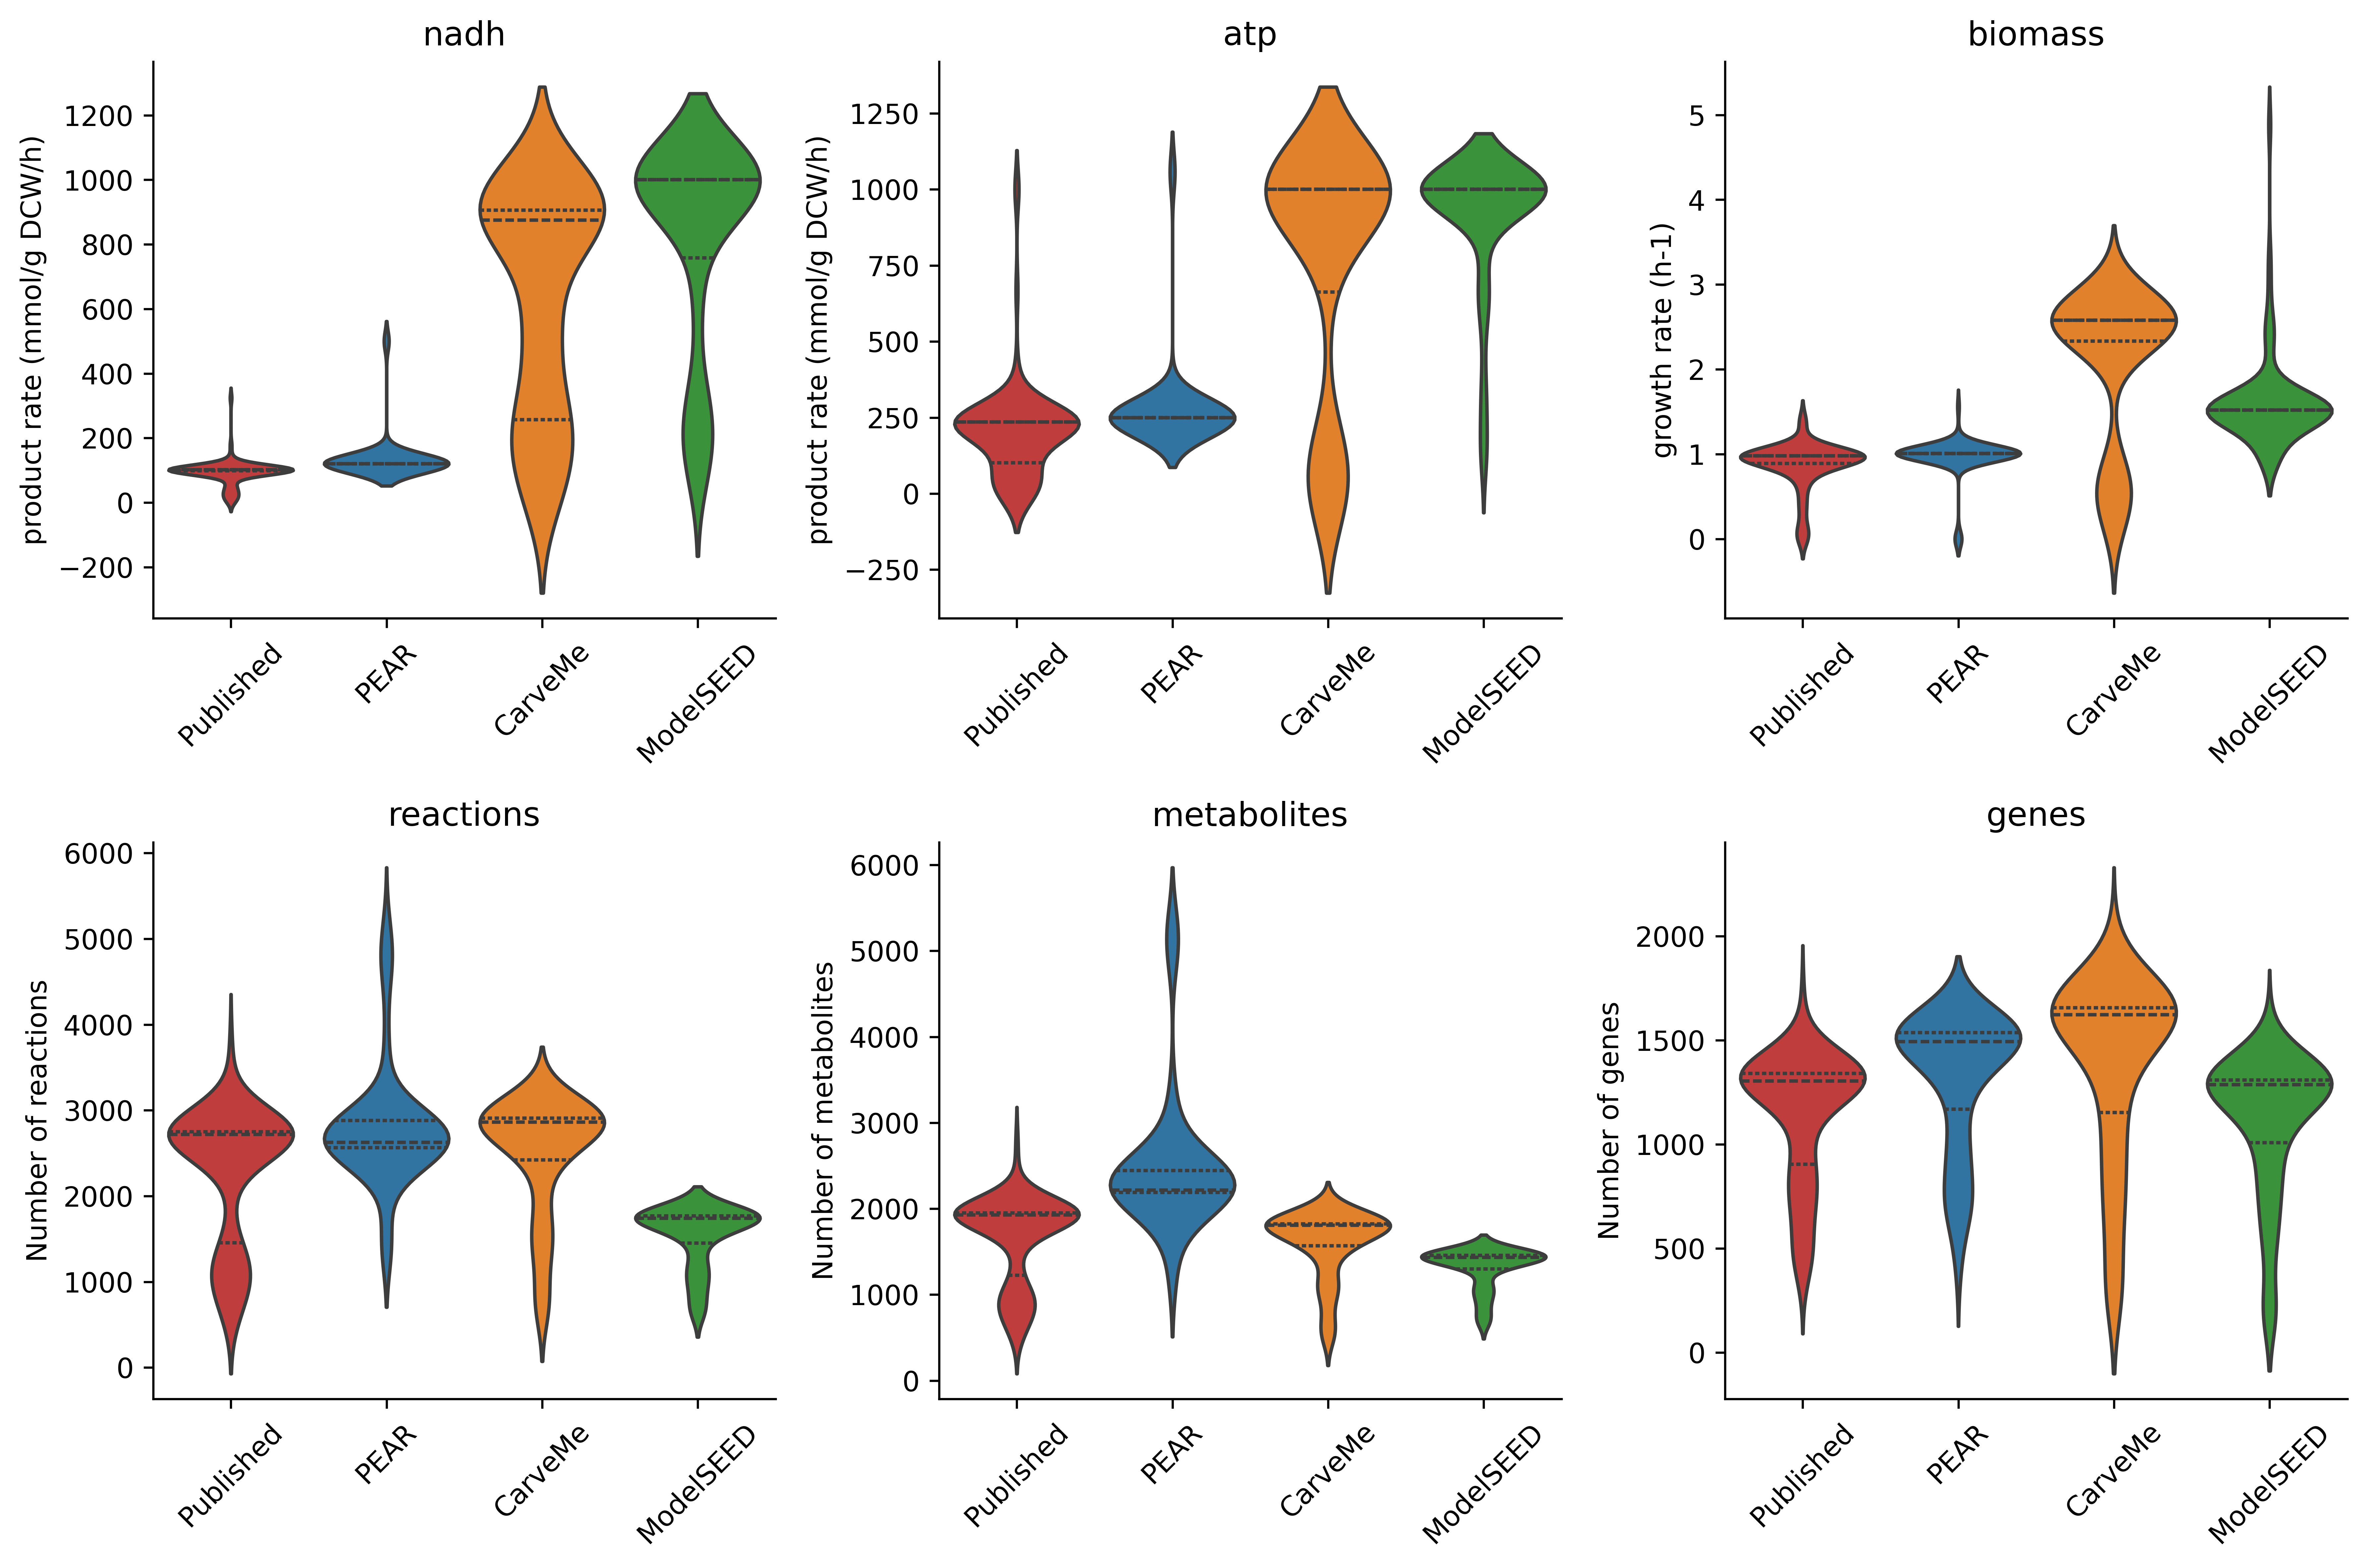 nadh
product rate (mmol/g DCW/h)
1200
1000
800
600
400
200
0
−200
Published
PEAR
CarveMe
ModelSEED
atp
product rate (mmol/g DCW/h)
1250
1000
750
500
250
0
−250
Published
PEAR
CarveMe
ModelSEED
biomass
growth rate (h-1)
5
4
3
2
1
0
Published
PEAR
CarveMe
ModelSEED
reactions
Number of reactions
6000
5000
4000
3000
2000
1000
0
Published
PEAR
CarveMe
ModelSEED
metabolites
Number of metabolites
6000
5000
4000
3000
2000
1000
0
Published
PEAR
CarveMe
ModelSEED
genes
Number of genes
2000
1500
1000
500
0
Published
PEAR
CarveMe
ModelSEED